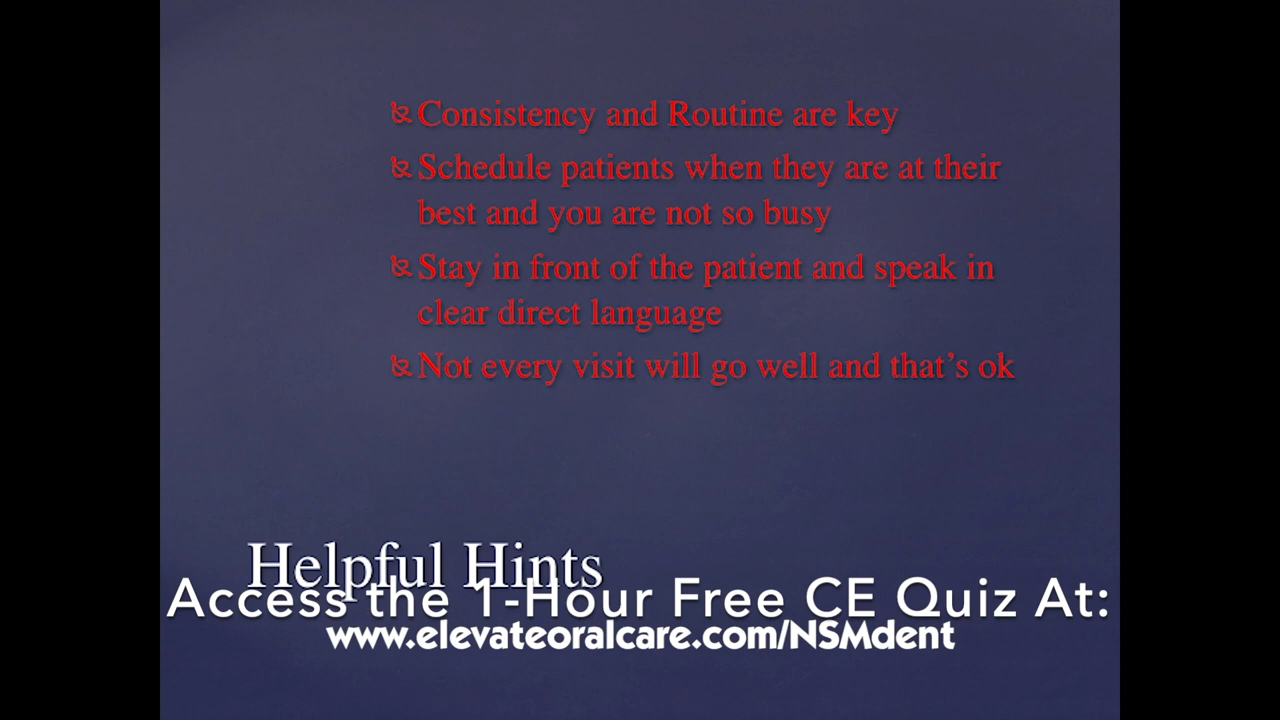 Consistency and Routine are key
Schedule patients when they are at their
best and you are not so busy
Stay in front of the patient and speak in
clear direct language
Not every visit will go well and that’s ok
Helpful Hints
Access the 1-Hour Free CE Quiz At:
www.elevateoralcare.com/NSMdent